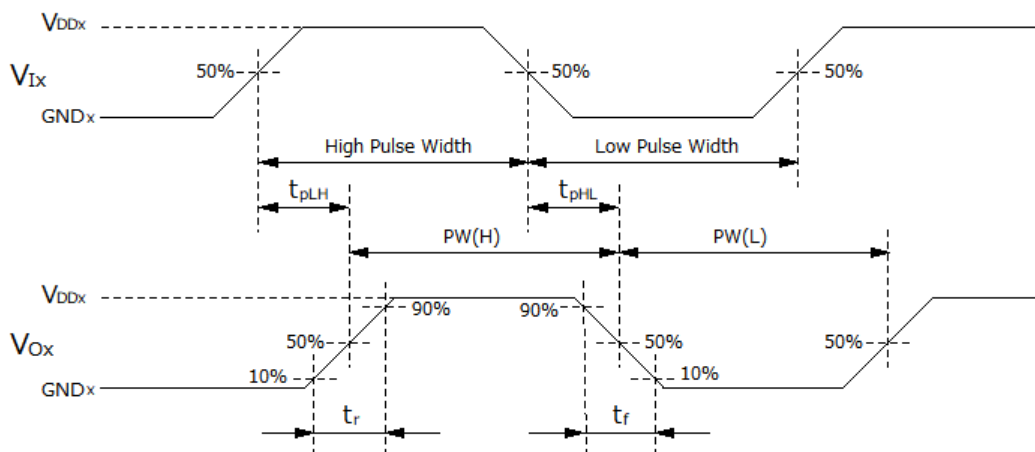 VDDx
50%
50%
50%
VIx
GNDx
High Pulse Width
Low Pulse Width
tpLH
tpHL
PW(H)
PW(L)
VDDx
90%
90%
50%
50%
50%
VOx
10%
10%
GNDx
tr
tf